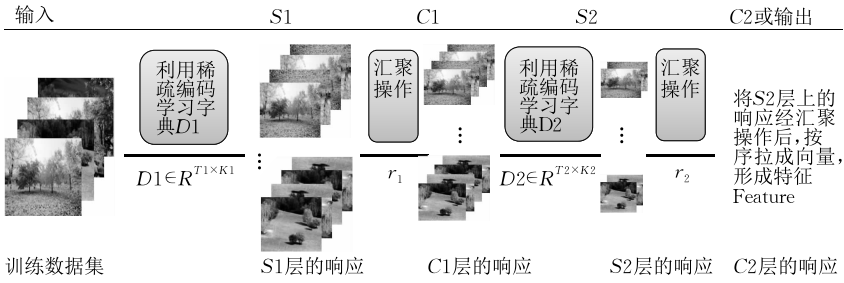 输入 S1 C1 S2 C2或输出
利用稀
疏编码
学习字
典D1
汇聚
操作
利用稀
疏编码
学习字
典D2
汇聚
操作
将S2层上的
响应经汇聚
操作后,按
序拉成向量,
形成特征
Feature
D1∈R^{T1×K1} r₁ D2∈R^{T2×K2} r₂
训练数据集 S1层的响应 C1层的响应 S2层的响应 C2层的响应